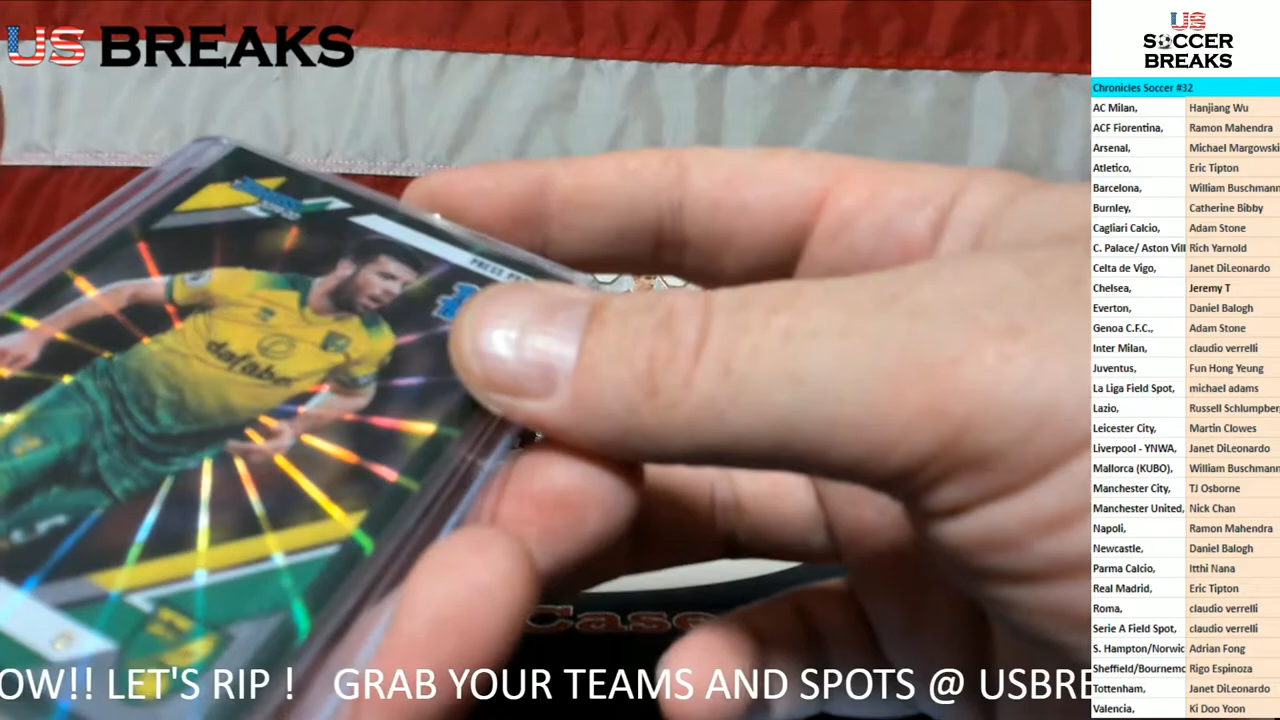 US BREAKS
US
SOCCER
BREAKS
Chronicles Soccer #32
AC Milan, Hanjiang Wu
ACF Fiorentina, Ramon Mahendra
Arsenal, Michael Margowski
Atletico, Eric Tipton
Barcelona, William Buschmann
Burnley, Catherine Bibby
Cagliari Calcio, Adam Stone
C. Palace/ Aston Vill Rich Yarnold
Celta de Vigo, Janet DiLeonardo
Chelsea, Jeremy T
Everton, Daniel Balogh
Genoa C.F.C., Adam Stone
Inter Milan, claudio verrelli
Juventus, Fun Hong Yeung
La Liga Field Spot, michael adams
Lazio, Russell Schlumpber
Leicester City, Martin Clowes
Liverpool - YNWA, Janet DiLeonardo
Mallorca (KUBO), William Buschmann
Manchester City, TJ Osborne
Manchester United, Nick Chan
Napoli, Ramon Mahendra
Newcastle, Daniel Balogh
Parma Calcio, Itthi Nana
Real Madrid, Eric Tipton
Roma, claudio verrelli
Serie A Field Spot, claudio verrelli
S. Hampton/Norwic Adrian Fong
Sheffield/Bournemo Rigo Espinoza
Tottenham, Janet DiLeonardo
Valencia, Ki Doo Yoon
PRESS PR
dafabet
Case
OW!! LET'S RIP ! GRAB YOUR TEAMS AND SPOTS @ USBRE